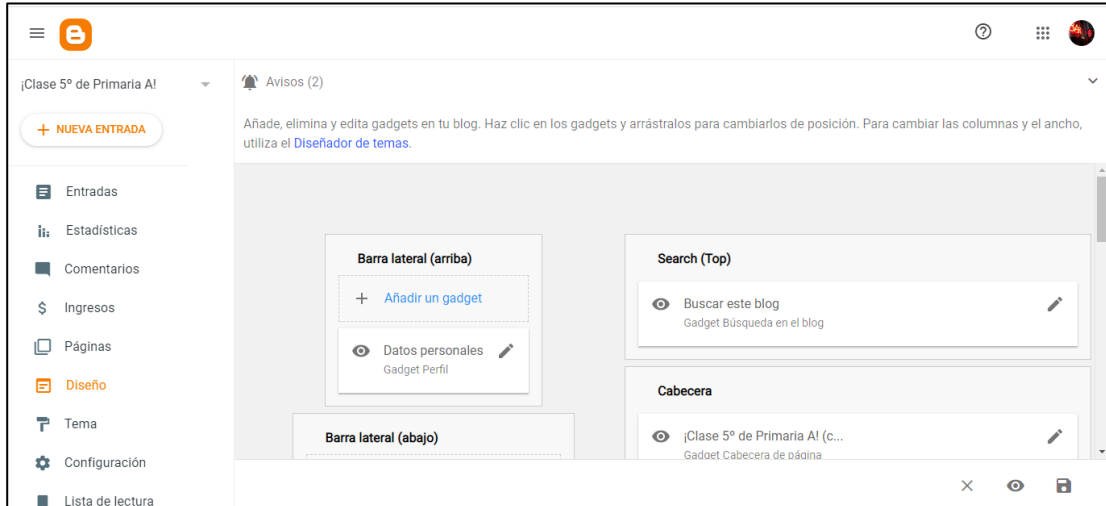 ¡Clase 5º de Primaria A!
NUEVA ENTRADA
Entradas
Estadísticas
Comentarios
Ingresos
Páginas
Diseño
Tema
Configuración
Lista de lectura
Avisos (2)
Añade, elimina y edita gadgets en tu blog. Haz clic en los gadgets y arrástralos para cambiarlos de posición. Para cambiar las columnas y el ancho,
utiliza el Diseñador de temas.
Barra lateral (arriba)
Añadir un gadget
Datos personales
Gadget Perfil
Barra lateral (abajo)
Search (Top)
Buscar este blog
Gadget Búsqueda en el blog
Cabecera
¡Clase 5º de Primaria A! (c...
Gadget Cabecera de página